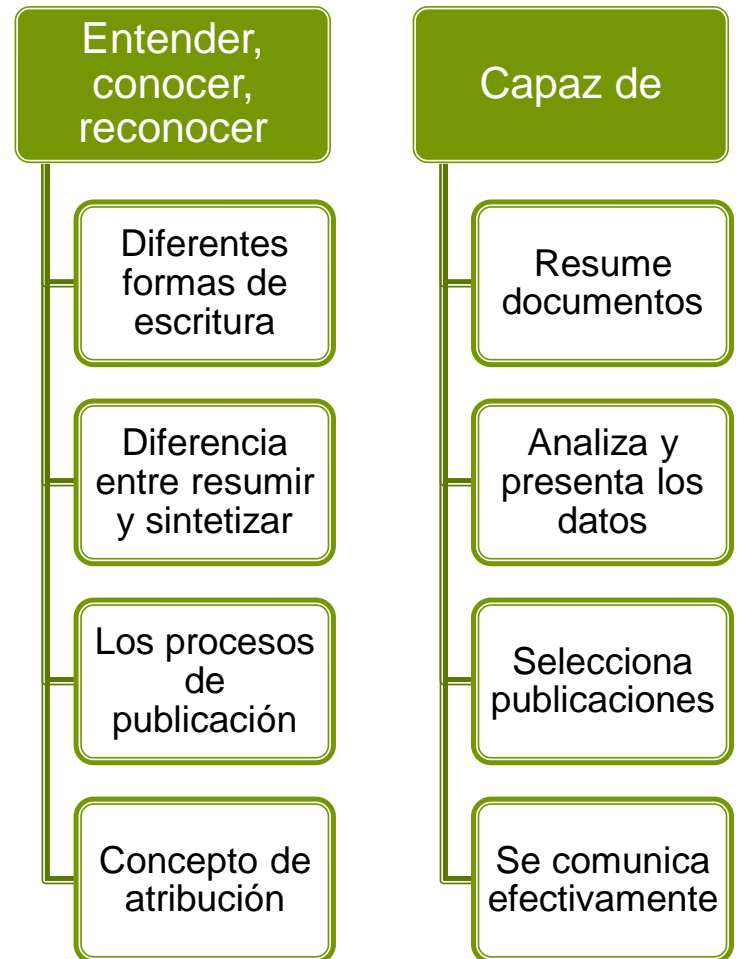 Entender,
conocer,
reconocer
Diferentes
formas de
escritura
Diferencia
entre resumir
y sintetizar
Los procesos
de
publicación
Concepto de
atribución
Capaz de
Resume
documentos
Analiza y
presenta los
datos
Selecciona
publicaciones
Se comunica
efectivamente